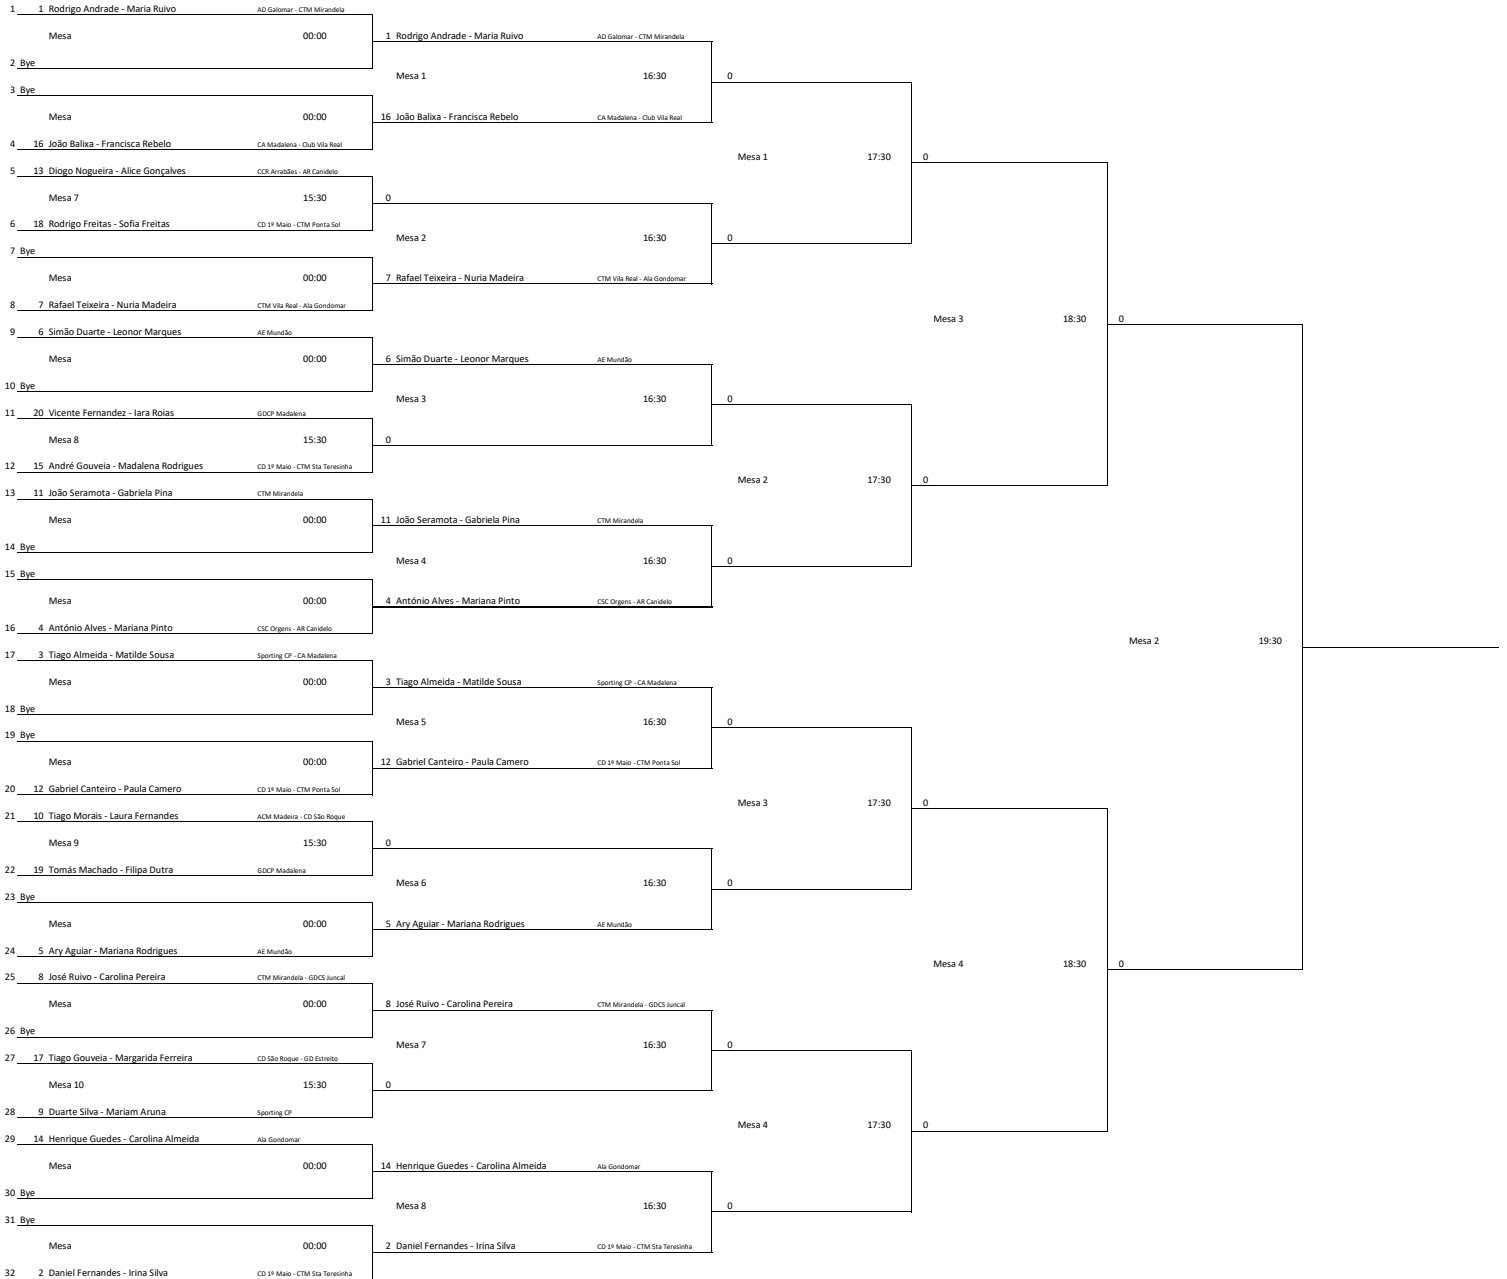 1 1 Rodrigo Andrade - Maria Ruivo AD Galomar - CTM Mirandela
Mesa 00:00 1 Rodrigo Andrade - Maria Ruivo AD Galomar - CTM Mirandela
2 Bye
Mesa 1 16:30 0
3 Bye
Mesa 00:00 16 João Balixa - Francisca Rebelo CA Madalena - Club Vila Real
4 16 João Balixa - Francisca Rebelo CA Madalena - Club Vila Real
Mesa 1 17:30 0
5 13 Diogo Nogueira - Alice Gonçalves CCR Arrabães - AR Canidelo
Mesa 7 15:30 0
6 18 Rodrigo Freitas - Sofia Freitas CD 1º Maio - CTM Ponta Sol
Mesa 2 16:30 0
7 Bye
Mesa 00:00 7 Rafael Teixeira - Nuria Madeira CTM Vila Real - Ala Gondomar
8 7 Rafael Teixeira - Nuria Madeira CTM Vila Real - Ala Gondomar
Mesa 3 18:30 0
9 6 Simão Duarte - Leonor Marques AE Mundão
Mesa 00:00 6 Simão Duarte - Leonor Marques AE Mundão
10 Bye
Mesa 3 16:30 0
11 20 Vicente Fernandez - Iara Roias GDCP Madalena
Mesa 8 15:30 0
12 15 André Gouveia - Madalena Rodrigues CD 1º Maio - CTM Sta Teresinha
Mesa 2 17:30 0
13 11 João Seramota - Gabriela Pina CTM Mirandela
Mesa 00:00 11 João Seramota - Gabriela Pina CTM Mirandela
14 Bye
Mesa 4 16:30 0
15 Bye
Mesa 00:00 4 António Alves - Mariana Pinto CSC Orgens - AR Canidelo
16 4 António Alves - Mariana Pinto CSC Orgens - AR Canidelo
Mesa 2 19:30
17 3 Tiago Almeida - Matilde Sousa Sporting CP - CA Madalena
Mesa 00:00 3 Tiago Almeida - Matilde Sousa Sporting CP - CA Madalena
18 Bye
Mesa 5 16:30 0
19 Bye
Mesa 00:00 12 Gabriel Canteiro - Paula Camero CD 1º Maio - CTM Ponta Sol
20 12 Gabriel Canteiro - Paula Camero CD 1º Maio - CTM Ponta Sol
Mesa 3 17:30 0
21 10 Tiago Morais - Laura Fernandes ACM Madeira - CD São Roque
Mesa 9 15:30 0
22 19 Tomás Machado - Filipa Dutra GDCP Madalena
Mesa 6 16:30 0
23 Bye
Mesa 00:00 5 Ary Aguiar - Mariana Rodrigues AE Mundão
24 5 Ary Aguiar - Mariana Rodrigues AE Mundão
Mesa 4 18:30 0
25 8 José Ruivo - Carolina Pereira CTM Mirandela - GDCS Juncal
Mesa 00:00 8 José Ruivo - Carolina Pereira CTM Mirandela - GDCS Juncal
26 Bye
Mesa 7 16:30 0
27 17 Tiago Gouveia - Margarida Ferreira CD São Roque - GD Estreito
Mesa 10 15:30 0
28 9 Duarte Silva - Mariam Aruna Sporting CP
Mesa 4 17:30 0
29 14 Henrique Guedes - Carolina Almeida Ala Gondomar
Mesa 00:00 14 Henrique Guedes - Carolina Almeida Ala Gondomar
30 Bye
Mesa 8 16:30 0
31 Bye
Mesa 00:00 2 Daniel Fernandes - Irina Silva CD 1º Maio - CTM Sta Teresinha
32 2 Daniel Fernandes - Irina Silva CD 1º Maio - CTM Sta Teresinha